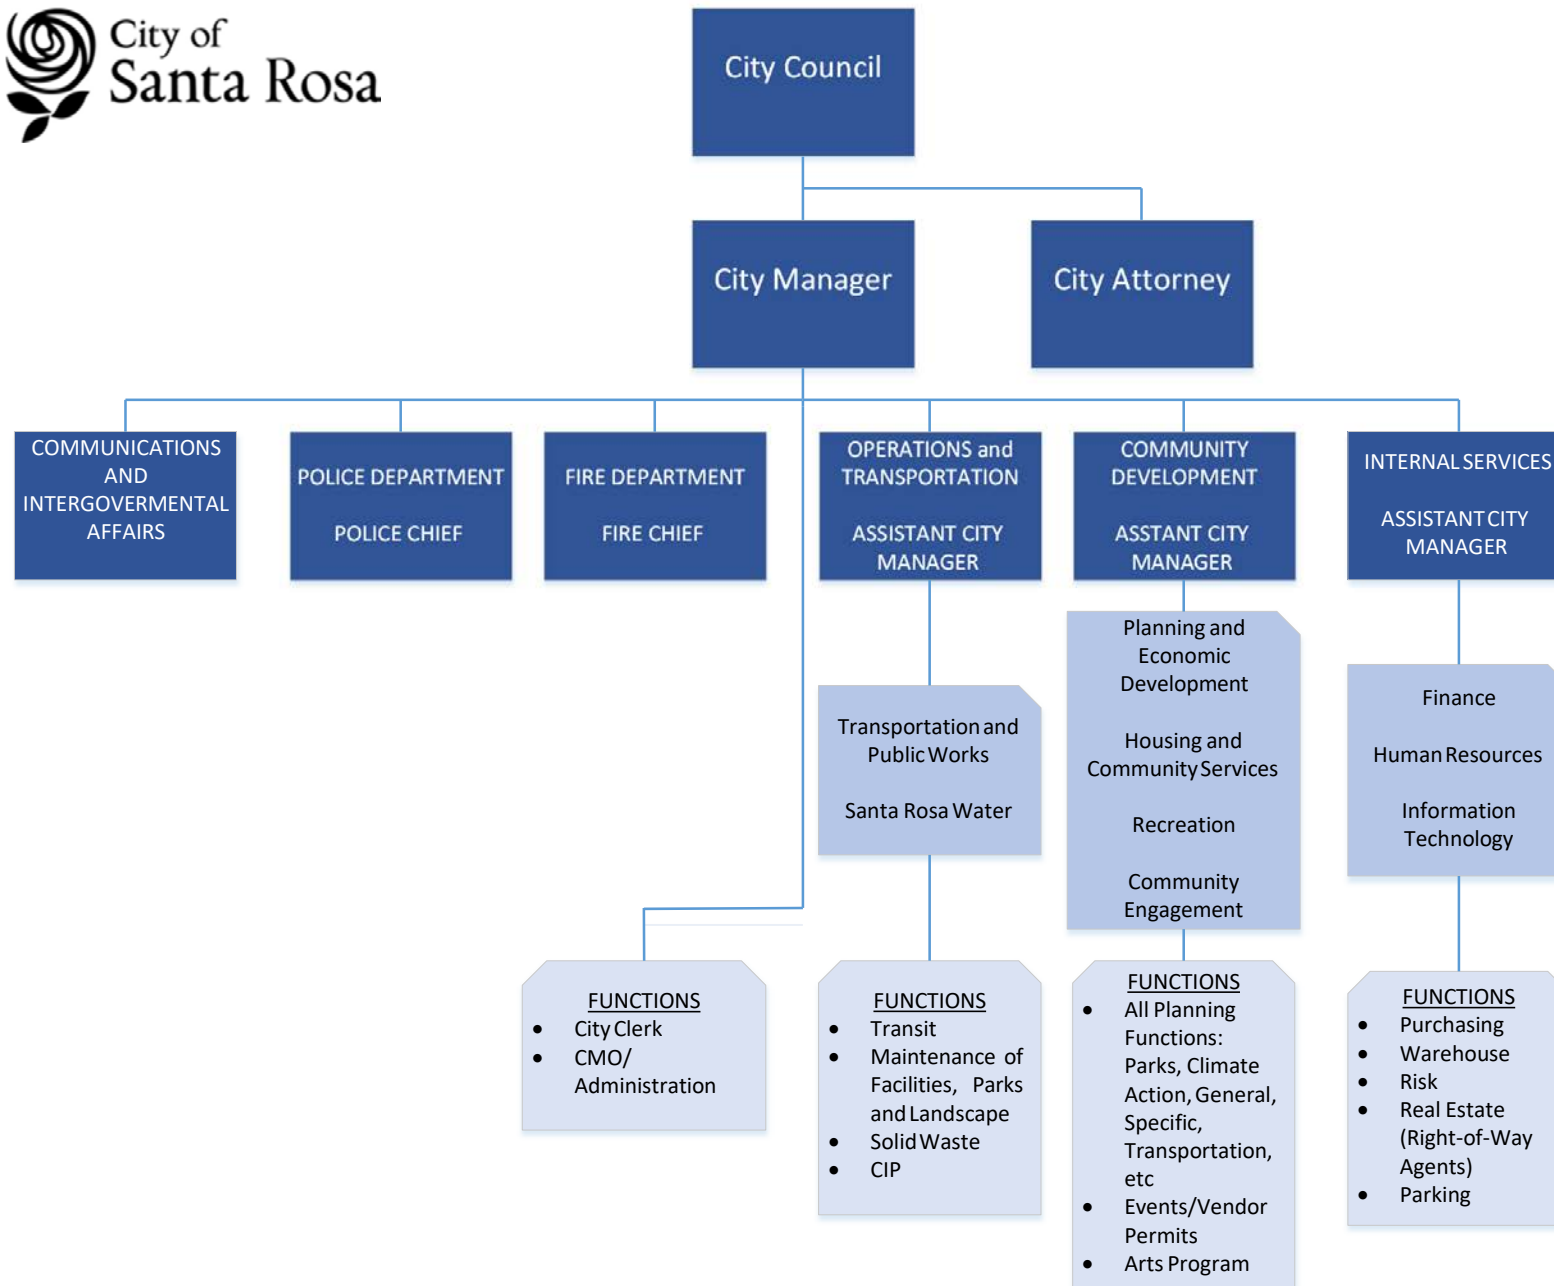 City of
Santa Rosa
City Council
City Manager
City Attorney
COMMUNICATIONS
AND
INTERGOVERMENTAL
AFFAIRS
POLICE DEPARTMENT
POLICE CHIEF
FIRE DEPARTMENT
FIRE CHIEF
OPERATIONS and
TRANSPORTATION
ASSISTANT CITY
MANAGER
COMMUNITY
DEVELOPMENT
ASSTANT CITY
MANAGER
INTERNAL SERVICES
ASSISTANT CITY
MANAGER
Transportation and
Public Works
Santa Rosa Water
Planning and
Economic
Development
Housing and
Community Services
Recreation
Community
Engagement
Finance
Human Resources
Information
Technology
FUNCTIONS
• City Clerk
• CMO/
Administration
FUNCTIONS
• Transit
• Maintenance of
Facilities, Parks
and Landscape
• Solid Waste
• CIP
FUNCTIONS
• All Planning
Functions:
Parks, Climate
Action, General,
Specific,
Transportation,
etc
• Events/Vendor
Permits
• Arts Program
FUNCTIONS
• Purchasing
• Warehouse
• Risk
• Real Estate
(Right-of-Way
Agents)
• Parking